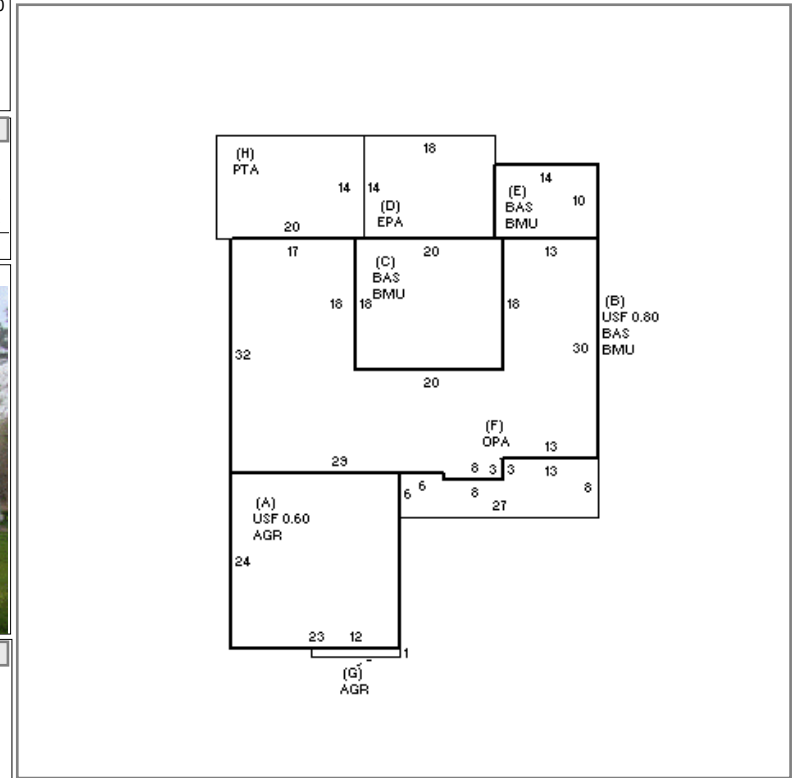 18
(H)
PTA
14
14
(D)
EPA
20
14
(E)
BAS
BMU
10
17
20
13
(C)
BAS
BMU
18
18
18
(B)
USF 0.80
BAS
BMU
32
30
20
(F)
OPA
13
29
8
3
3
13
6
6
8
8
27
(A)
USF 0.60
AGR
24
23
12
1
(G)
AGR